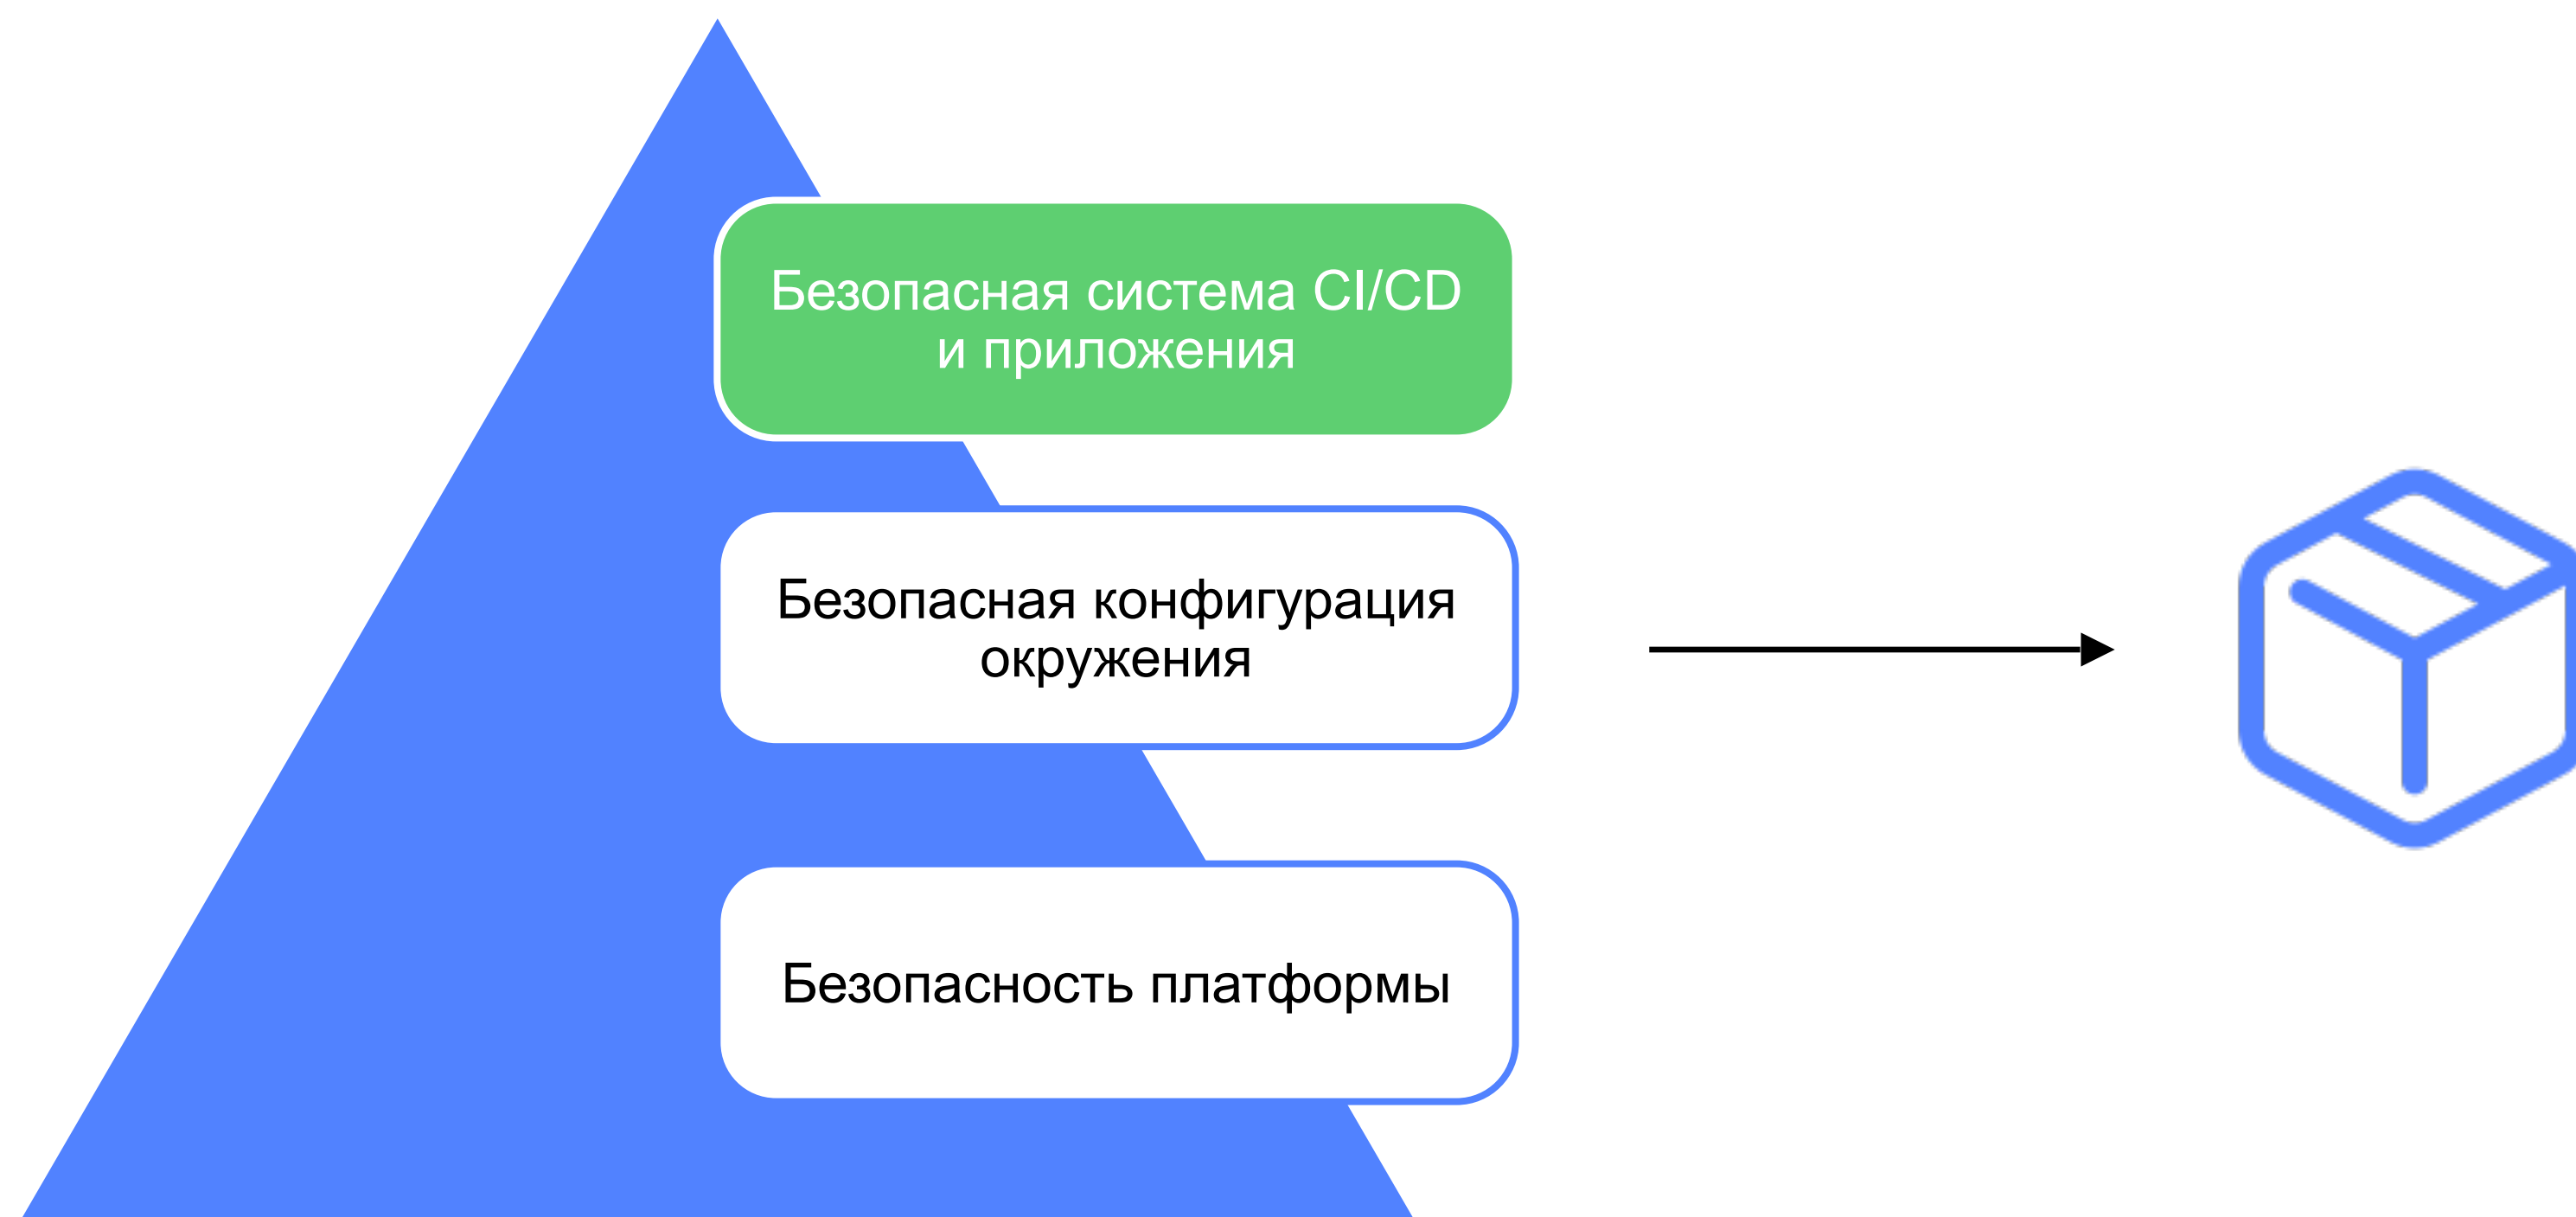 Безопасная система CI/CD
и приложения
Безопасная конфигурация
окружения
Безопасность платформы